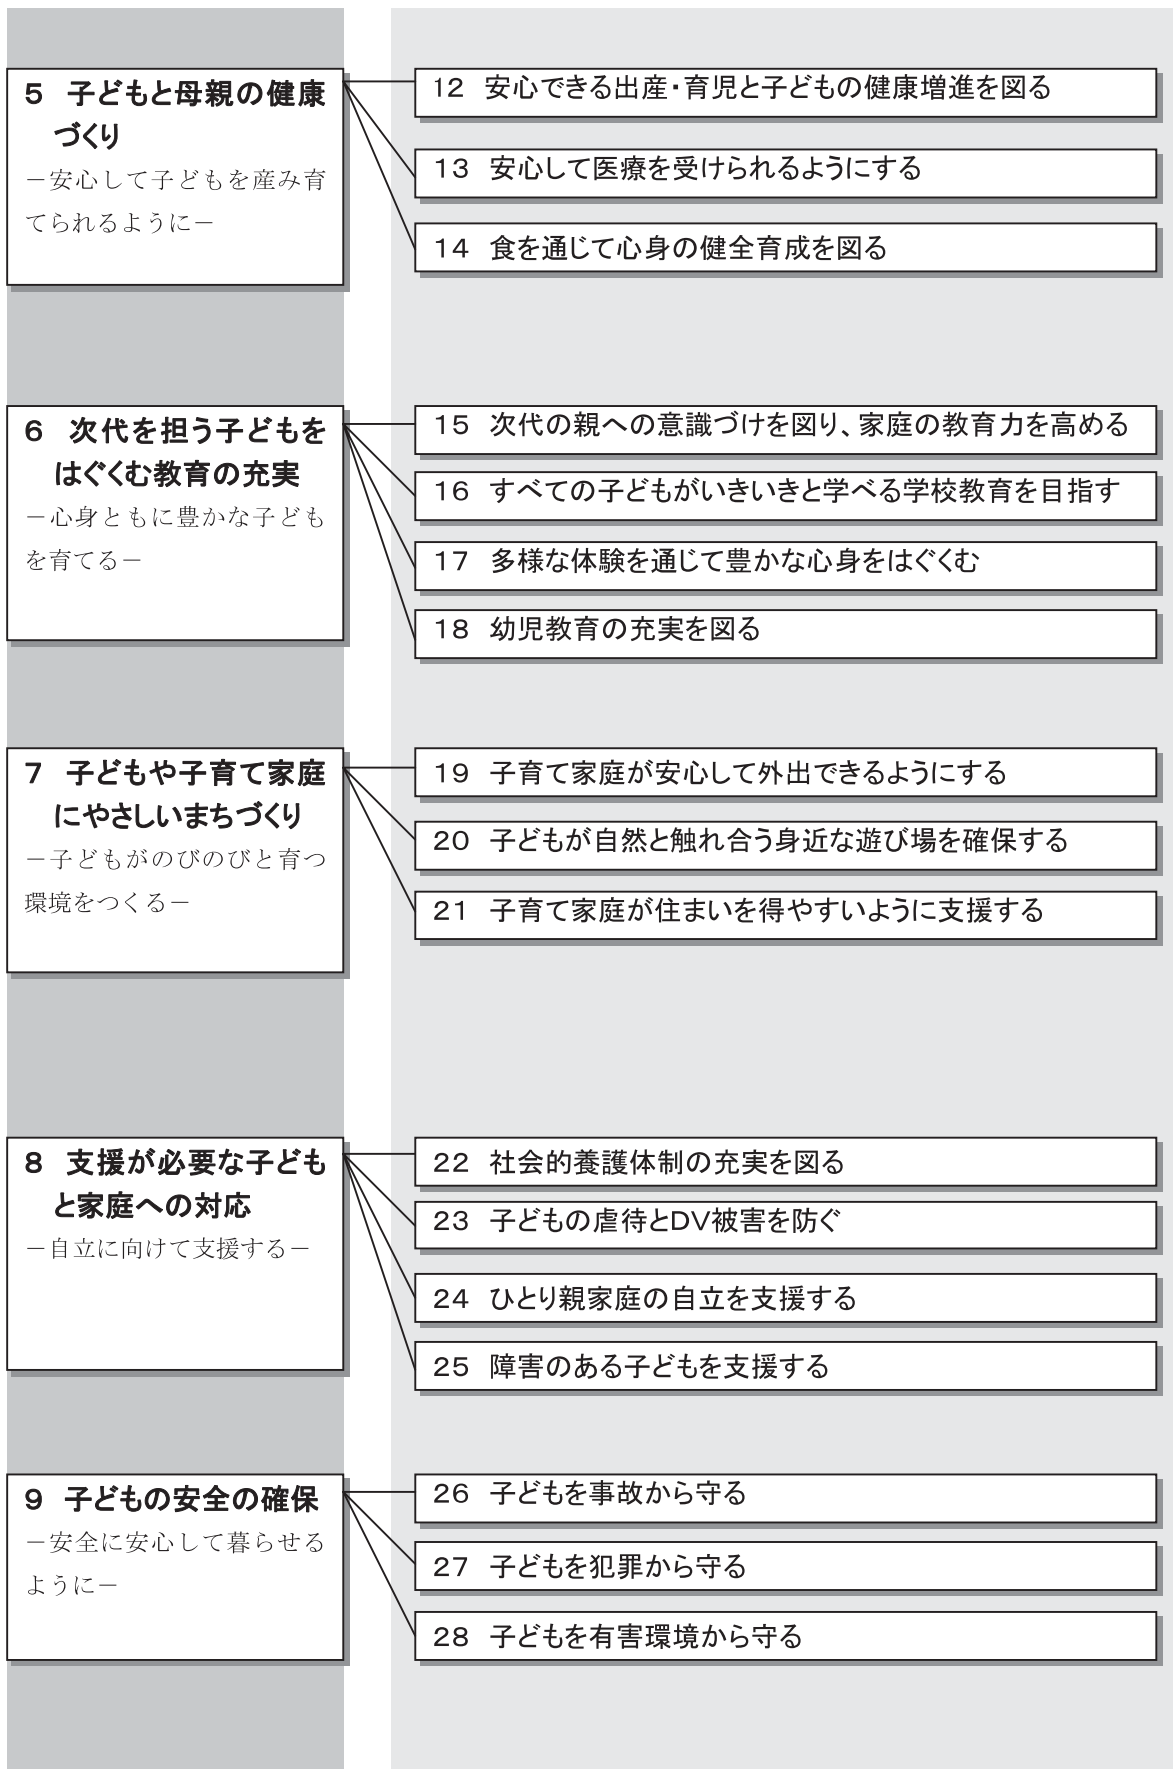 5　子どもと母親の健康
づくり
－安心して子どもを産み育
てられるように－
12　安心できる出産・育児と子どもの健康増進を図る
13　安心して医療を受けられるようにする
14　食を通じて心身の健全育成を図る
6　次代を担う子どもを
はぐくむ教育の充実
－心身ともに豊かな子ども
を育てる－
15　次代の親への意識づけを図り、家庭の教育力を高める
16　すべての子どもがいきいきと学べる学校教育を目指す
17　多様な体験を通じて豊かな心身をはぐくむ
18　幼児教育の充実を図る
7　子どもや子育て家庭
にやさしいまちづくり
－子どもがのびのびと育つ
環境をつくる－
19　子育て家庭が安心して外出できるようにする
20　子どもが自然と触れ合う身近な遊び場を確保する
21　子育て家庭が住まいを得やすいように支援する
8　支援が必要な子ども
と家庭への対応
－自立に向けて支援する－
22　社会的養護体制の充実を図る
23　子どもの虐待とDV被害を防ぐ
24　ひとり親家庭の自立を支援する
25　障害のある子どもを支援する
9　子どもの安全の確保
－安全に安心して暮らせる
ように－
26　子どもを事故から守る
27　子どもを犯罪から守る
28　子どもを有害環境から守る